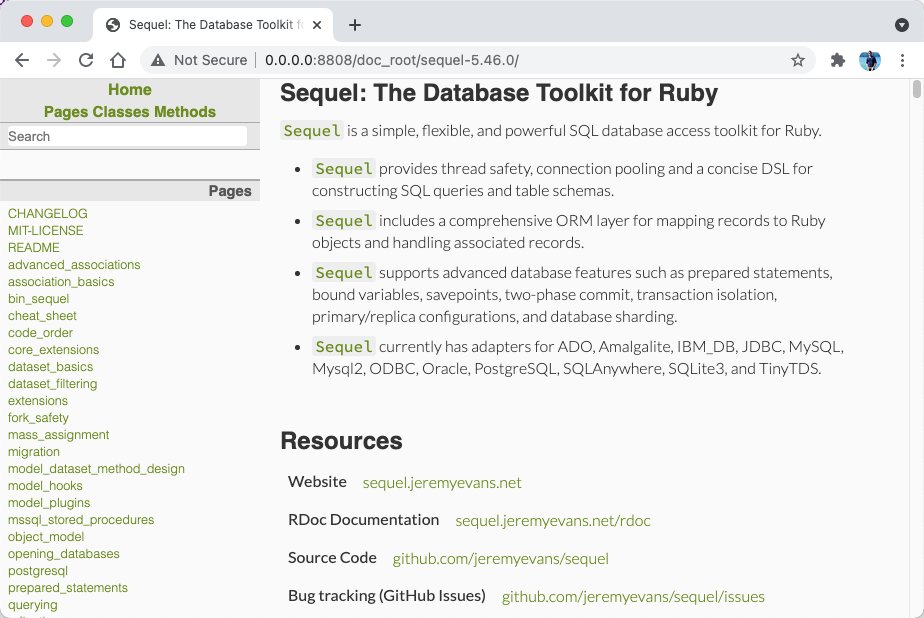 Sequel: The Database Toolkit f
Not Secure
0.0.0.0:8808/doc_root/sequel-5.46.0/
Home
Pages Classes Methods
Search
Pages
CHANGELOG
MIT-LICENSE
README
advanced_associations
association_basics
bin_sequel
cheat_sheet
code_order
core_extensions
dataset_basics
dataset_filtering
extensions
fork_safety
mass_assignment
migration
model_dataset_method_design
model_hooks
model_plugins
mssql_stored_procedures
object_model
opening_databases
postgresql
prepared_statements
querying
Sequel: The Database Toolkit for Ruby
Sequel is a simple, flexible, and powerful SQL database access toolkit for Ruby.
• Sequel provides thread safety, connection pooling and a concise DSL for
constructing SQL queries and table schemas.
• Sequel includes a comprehensive ORM layer for mapping records to Ruby
objects and handling associated records.
• Sequel supports advanced database features such as prepared statements,
bound variables, savepoints, two-phase commit, transaction isolation,
primary/replica configurations, and database sharding.
• Sequel currently has adapters for ADO, Amalgalite, IBM_DB, JDBC, MySQL,
Mysql2, ODBC, Oracle, PostgreSQL, SQLAnywhere, SQLite3, and TinyTDS.
Resources
Website sequel.jeremyevans.net
RDoc Documentation sequel.jeremyevans.net/rdoc
Source Code github.com/jeremyevans/sequel
Bug tracking (GitHub Issues) github.com/jeremyevans/sequel/issues